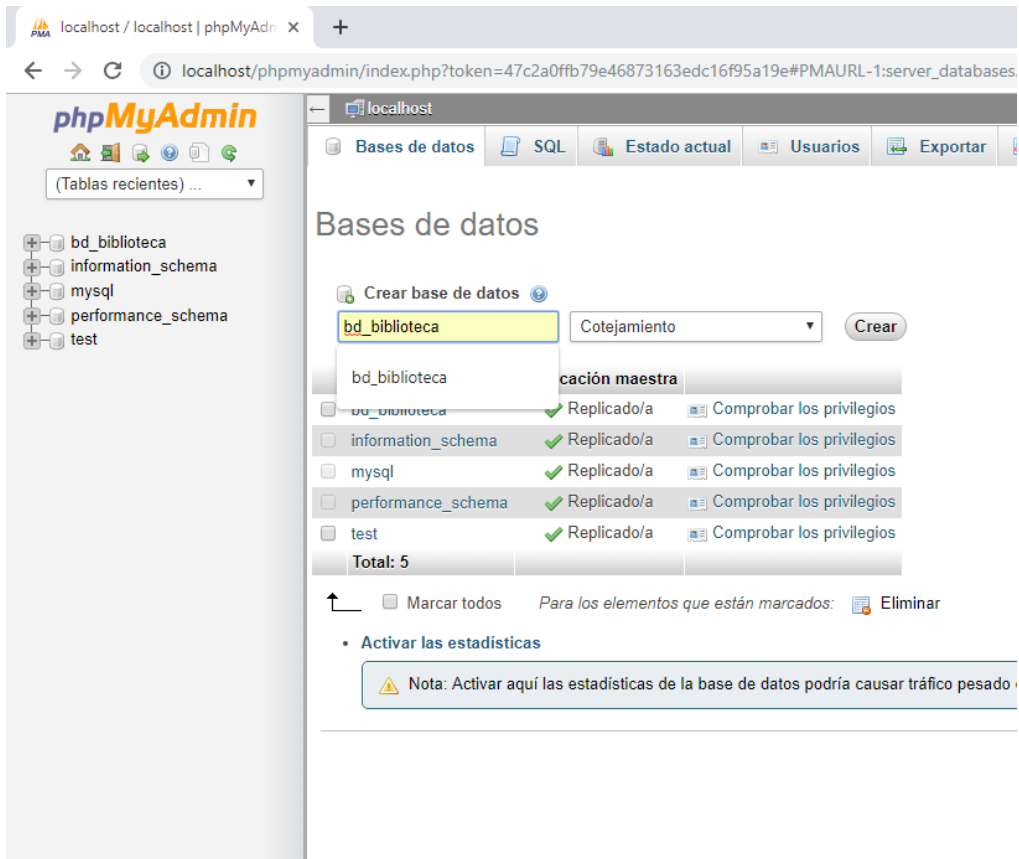 localhost / localhost | phpMyAdn
localhost/phpmyadmin/index.php?token=47c2a0ffb79e46873163edc16f95a19e#PMAURL-1:server_databases.
phpMyAdmin
(Tablas recientes) ...
bd_biblioteca
information_schema
mysql
performance_schema
test
localhost
Bases de datos SQL Estado actual Usuarios Exportar
Bases de datos
Crear base de datos
bd_biblioteca Cotejamiento Crear
bd_biblioteca
cación maestra
bd_biblioteca Replicado/a Comprobar los privilegios
information_schema Replicado/a Comprobar los privilegios
mysql Replicado/a Comprobar los privilegios
performance_schema Replicado/a Comprobar los privilegios
test Replicado/a Comprobar los privilegios
Total: 5
Marcar todos Para los elementos que están marcados: Eliminar
Activar las estadísticas
Nota: Activar aquí las estadísticas de la base de datos podría causar tráfico pesado